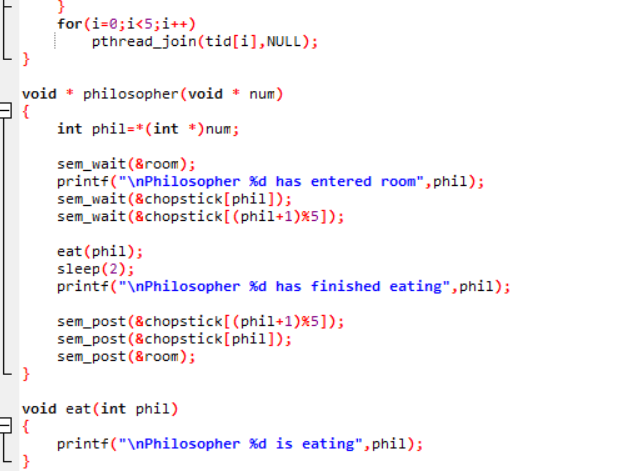 }
for(i=0;i<5;i++)
pthread_join(tid[i],NULL);
}
void * philosopher(void * num)
{
int phil=*(int *)num;
sem_wait(&room);
printf("\nPhilosopher %d has entered room",phil);
sem_wait(&chopstick[phil]);
sem_wait(&chopstick[(phil+1)%5]);
eat(phil);
sleep(2);
printf("\nPhilosopher %d has finished eating",phil);
sem_post(&chopstick[(phil+1)%5]);
sem_post(&chopstick[phil]);
sem_post(&room);
}
void eat(int phil)
{
printf("\nPhilosopher %d is eating",phil);
}